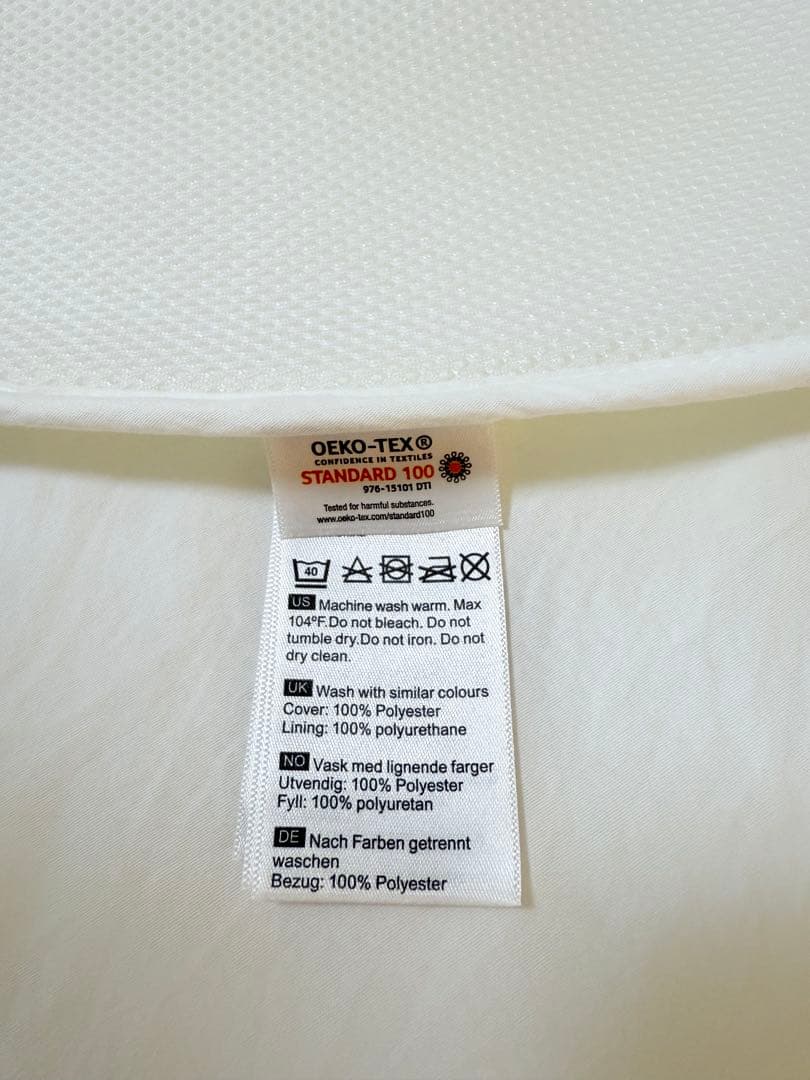 OEKO-TEX®
CONFIDENCE IN TEXTILES
STANDARD 100
976-15101 DTI
Tested for harmful substances.
www.oeko-tex.com/standard100
40
US Machine wash warm. Max
104ºF.Do not bleach. Do not
tumble dry.Do not iron. Do not
dry clean.
UK Wash with similar colours
Cover: 100% Polyester
Lining: 100% polyurethane
NO Vask med lignende farger
Utvendig: 100% Polyester
Fyll: 100% polyuretan
DE Nach Farben getrennt
waschen
Bezug: 100% Polyester